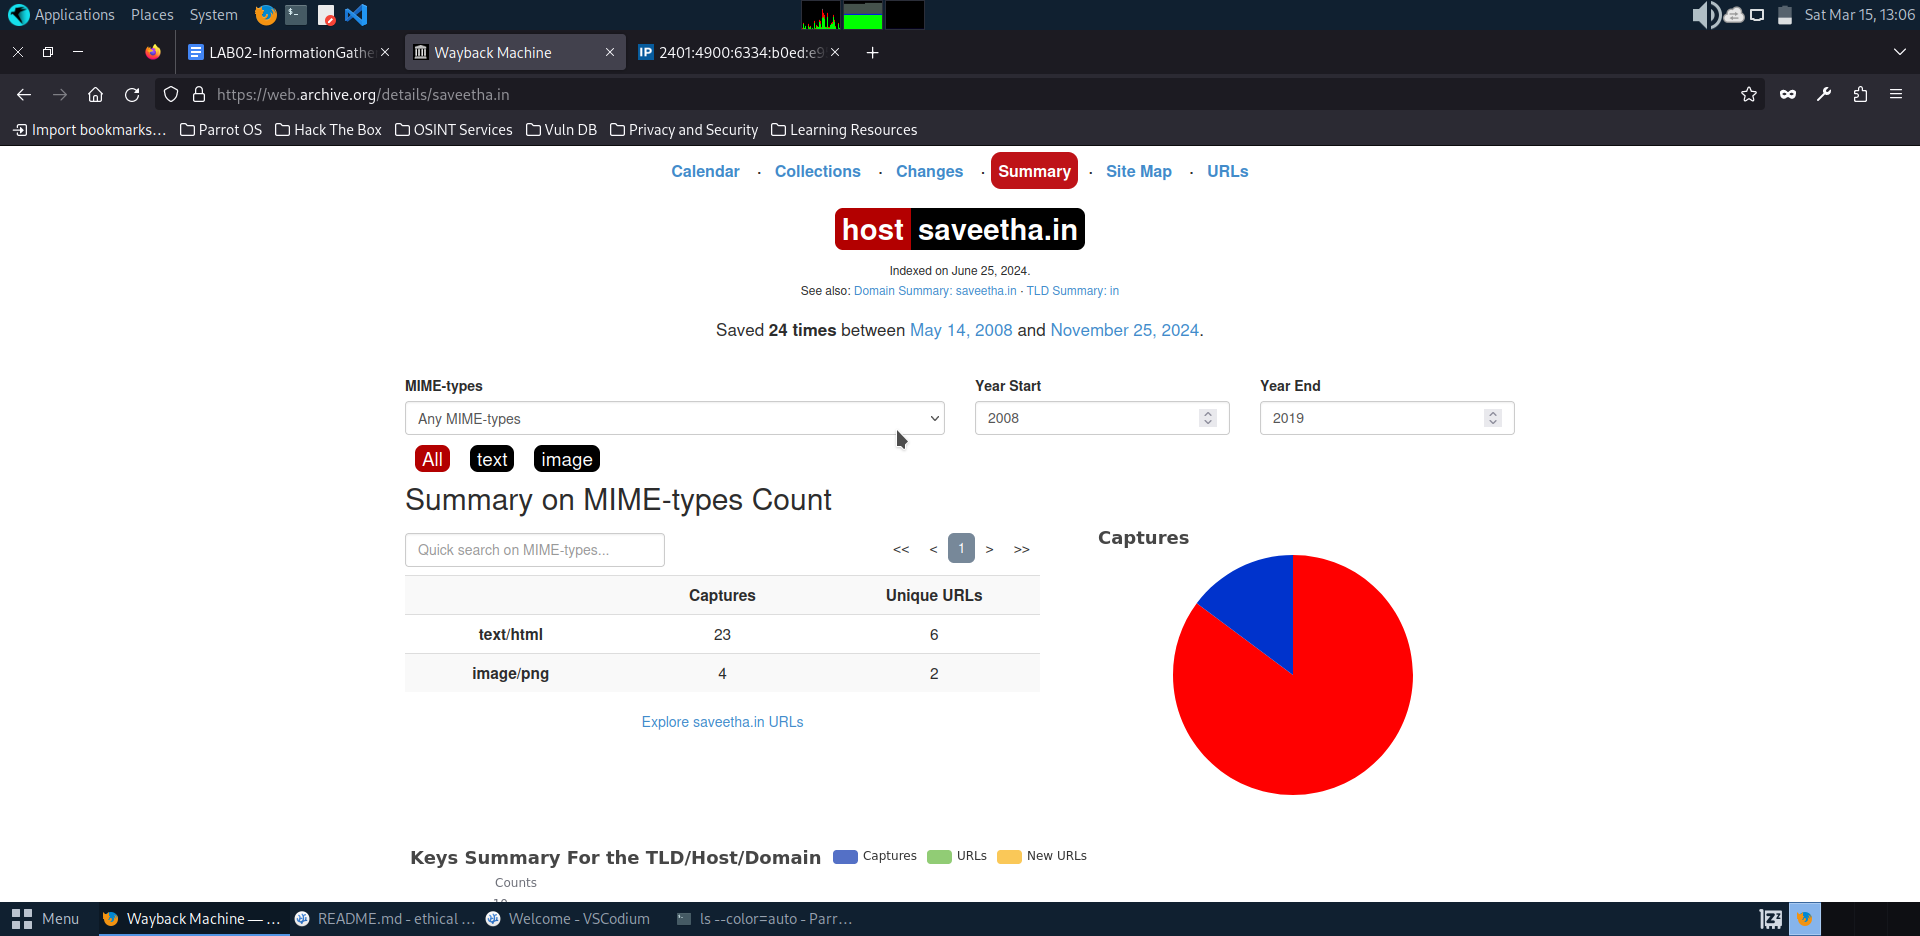 Applications Places System Sat Mar 15, 13:06
LAB02-InformationGathe Wayback Machine IP 2401:4900:6334:b0ed:e9
https://web.archive.org/details/saveetha.in
Import bookmarks... Parrot OS Hack The Box OSINT Services Vuln DB Privacy and Security Learning Resources
Calendar · Collections · Changes · Summary · Site Map · URLs
host saveetha.in
Indexed on June 25, 2024.
See also: Domain Summary: saveetha.in · TLD Summary: in
Saved 24 times between May 14, 2008 and November 25, 2024.
MIME-types Year Start Year End
Any MIME-types 2008 2019
All text image
Summary on MIME-types Count
Captures
Quick search on MIME-types... << < 1 > >>
Captures Unique URLs
text/html 23 6
image/png 4 2
Explore saveetha.in URLs
Keys Summary For the TLD/Host/Domain Captures URLs New URLs
Counts
Menu Wayback Machine — ... README.md - ethical ... Welcome - VSCodium ls --color=auto - Parr...